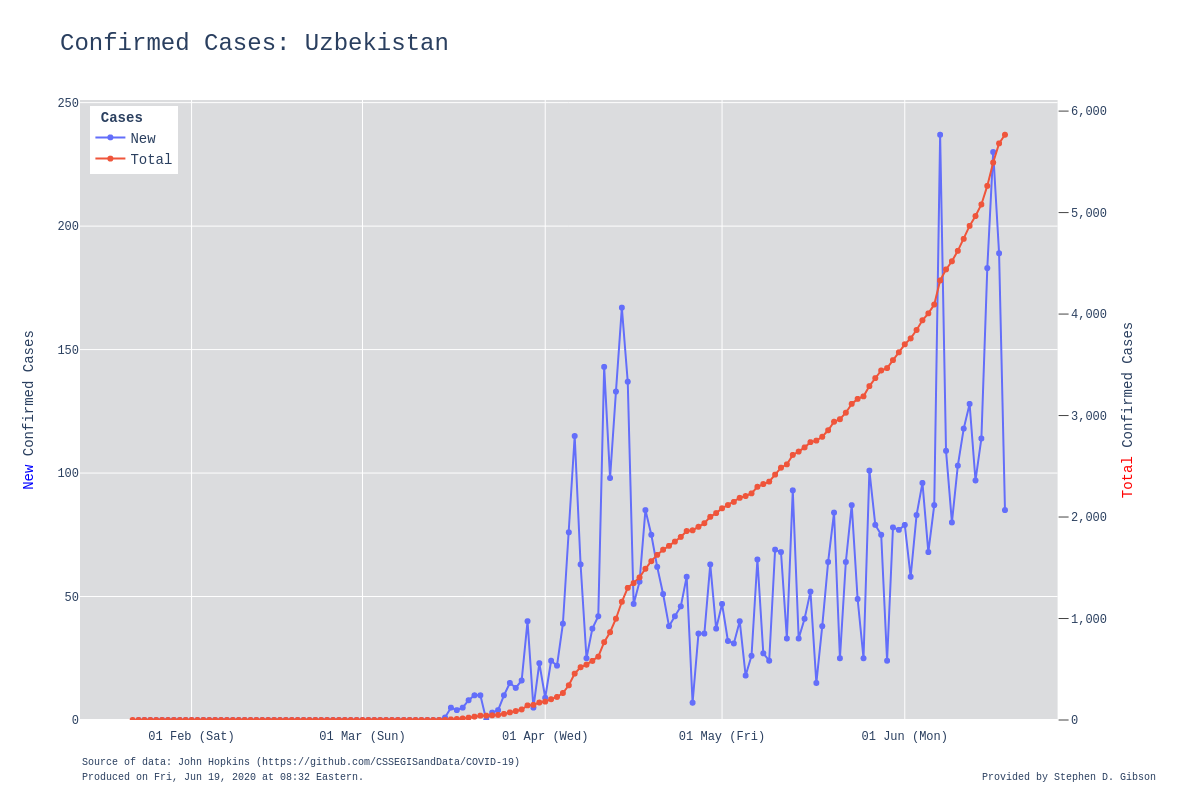 Confirmed Cases: Uzbekistan
Cases
New
Total
250
200
150
100
50
0
6,000
5,000
4,000
3,000
2,000
1,000
0
New Confirmed Cases
Total Confirmed Cases
01 Feb (Sat)
01 Mar (Sun)
01 Apr (Wed)
01 May (Fri)
01 Jun (Mon)
Source of data: John Hopkins (https://github.com/CSSEGISandData/COVID-19)
Produced on Fri, Jun 19, 2020 at 08:32 Eastern.
Provided by Stephen D. Gibson